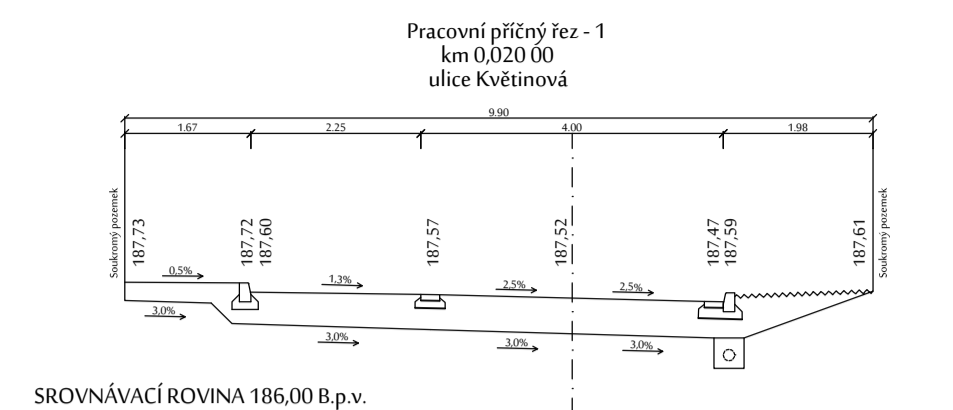 Pracovní příčný řez - 1
km 0,020 00
ulice Květinová
9.90
1.67 2.25 4.00 1.98
Soukromý pozemek
187,73
187,72
187,60
187,57
187,52
187,47
187,59
187,61
Soukromý pozemek
0,5% 1,3% 2,5% 2,5%
3,0% 3,0% 3,0% 3,0%
SROVNÁVACÍ ROVINA 186,00 B.p.v.